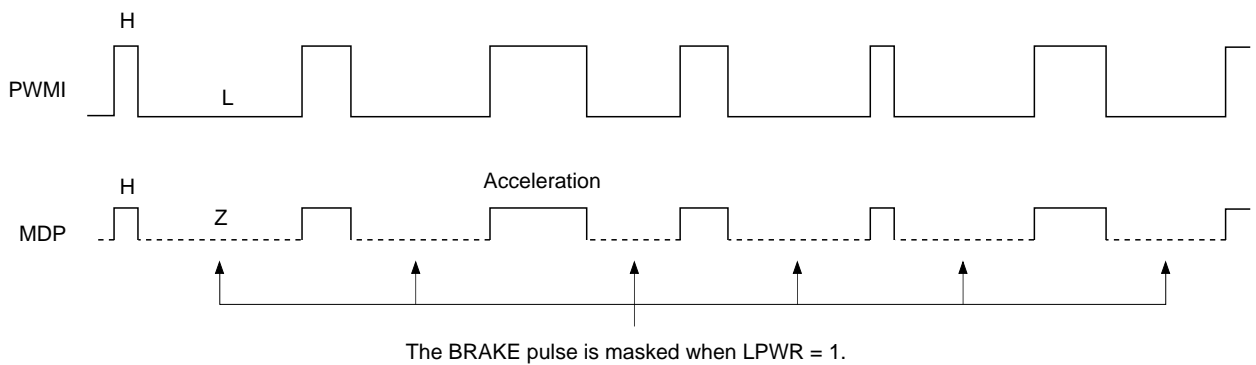 H
PWMI
L
H
Acceleration
Z
MDP
The BRAKE pulse is masked when LPWR = 1.